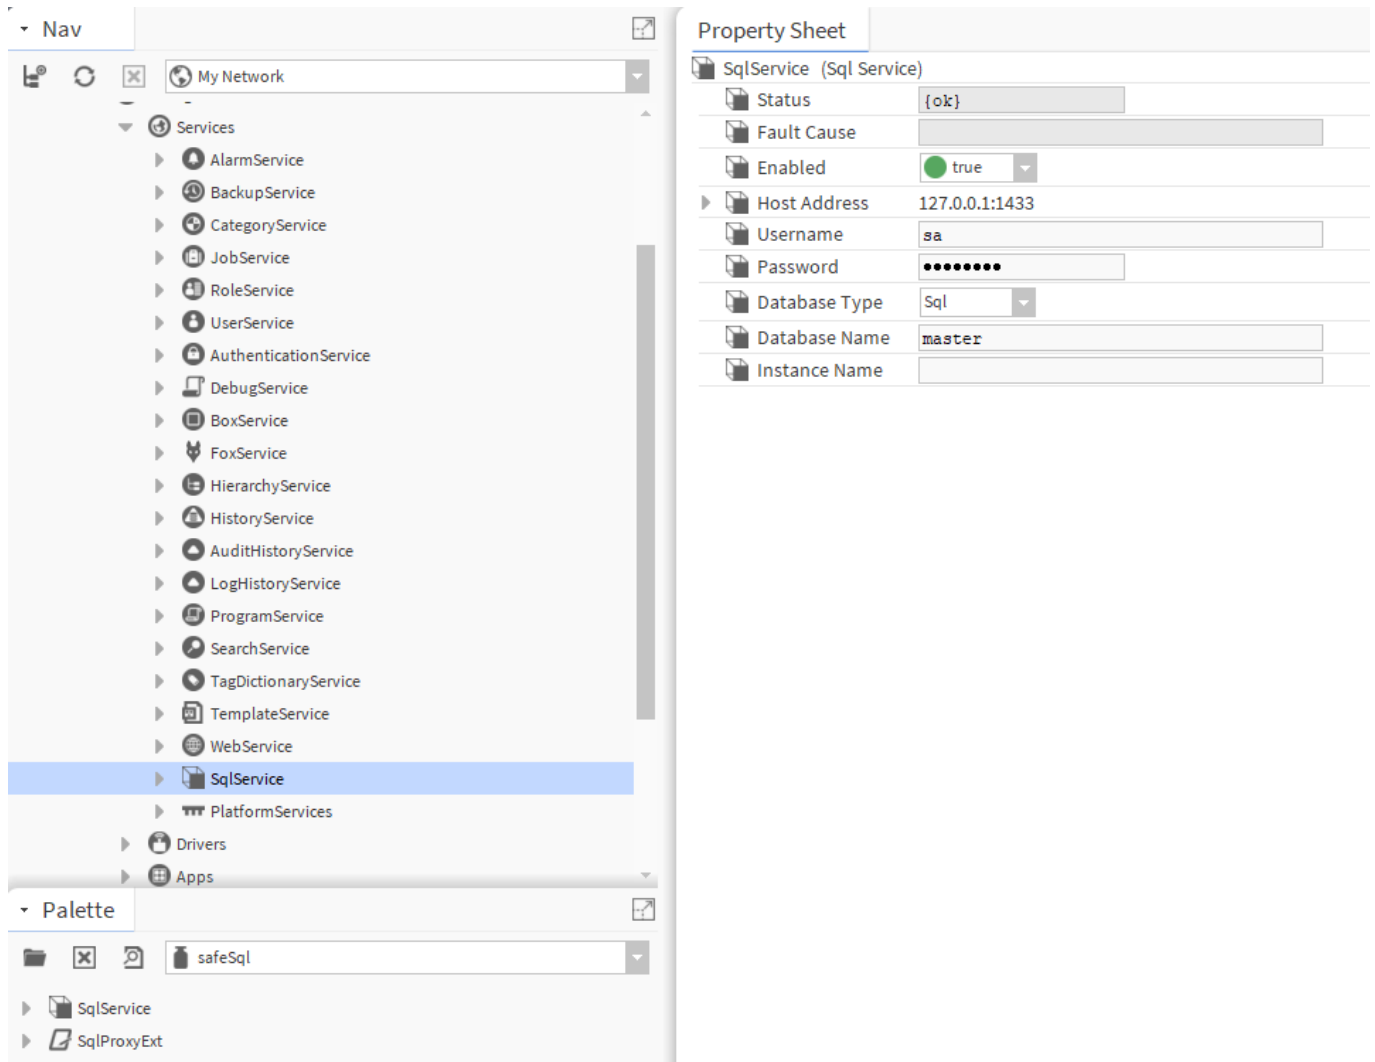 Nav
My Network
Services
AlarmService
BackupService
CategoryService
JobService
RoleService
UserService
AuthenticationService
DebugService
BoxService
FoxService
HierarchyService
HistoryService
AuditHistoryService
LogHistoryService
ProgramService
SearchService
TagDictionaryService
TemplateService
WebService
SqlService
PlatformServices
Drivers
Apps
Palette
safeSql
SqlService
SqlProxyExt
Property Sheet
SqlService (Sql Service)
Status {ok}
Fault Cause
Enabled true
Host Address 127.0.0.1:1433
Username sa
Password ●●●●●●●●
Database Type Sql
Database Name master
Instance Name